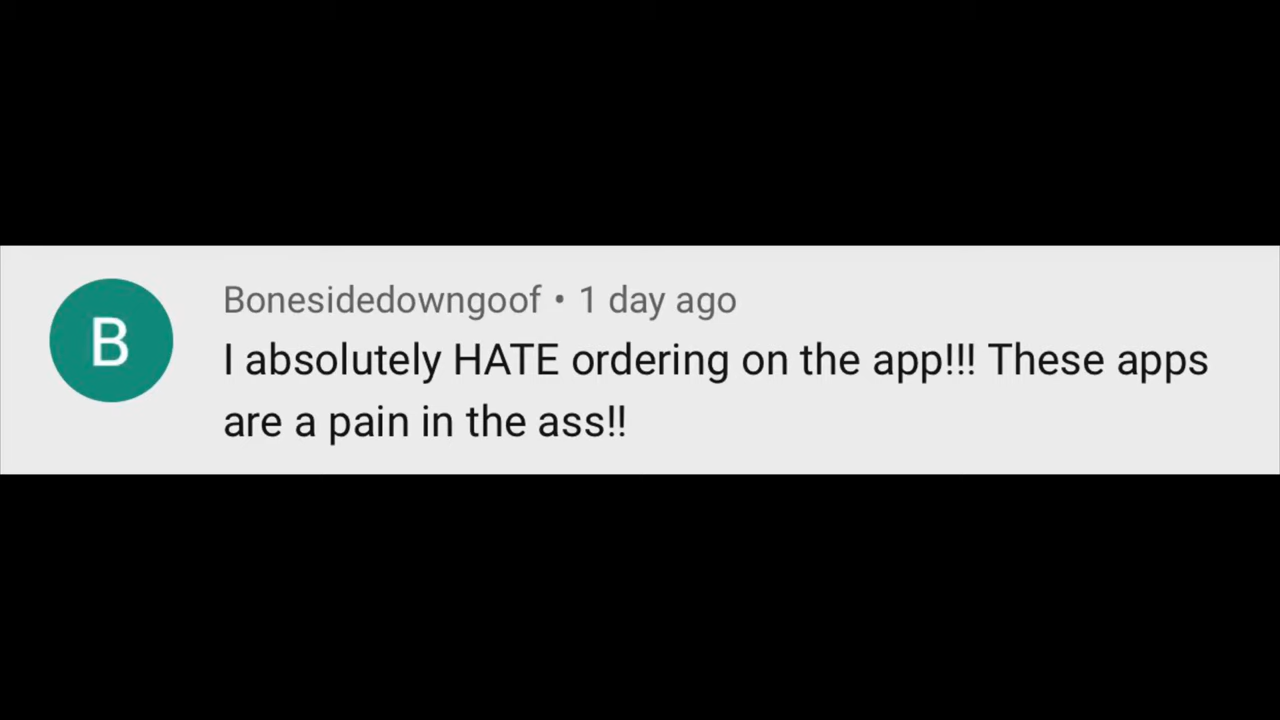 B
Bonesidedowngoof • 1 day ago
I absolutely HATE ordering on the app!!! These apps
are a pain in the ass!!